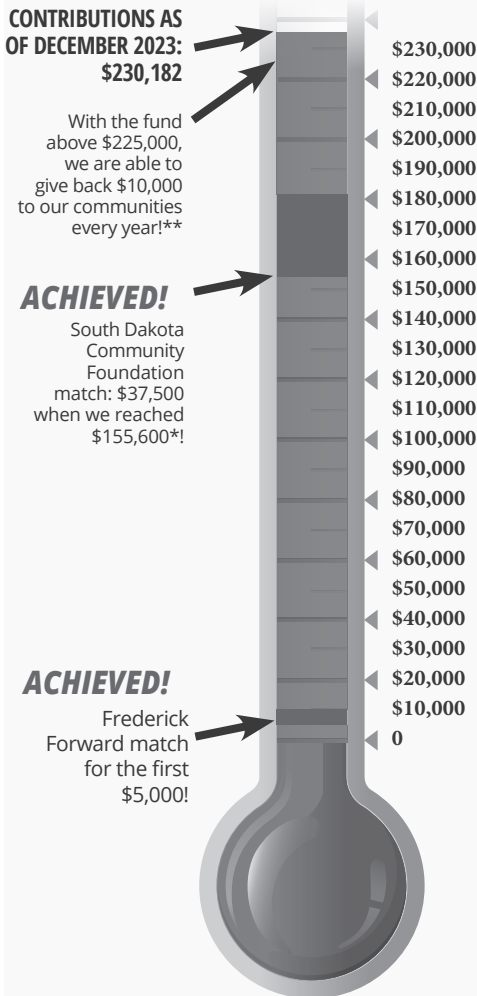 CONTRIBUTIONS AS
OF DECEMBER 2023:
$230,182
With the fund
above $225,000,
we are able to
give back $10,000
to our communities
every year!**
ACHIEVED!
South Dakota
Community
Foundation
match: $37,500
when we reached
$155,600*!
ACHIEVED!
Frederick
Forward match
for the first
$5,000!
$230,000
$220,000
$210,000
$200,000
$190,000
$180,000
$170,000
$160,000
$150,000
$140,000
$130,000
$120,000
$110,000
$100,000
$90,000
$80,000
$70,000
$60,000
$50,000
$40,000
$30,000
$20,000
$10,000
0